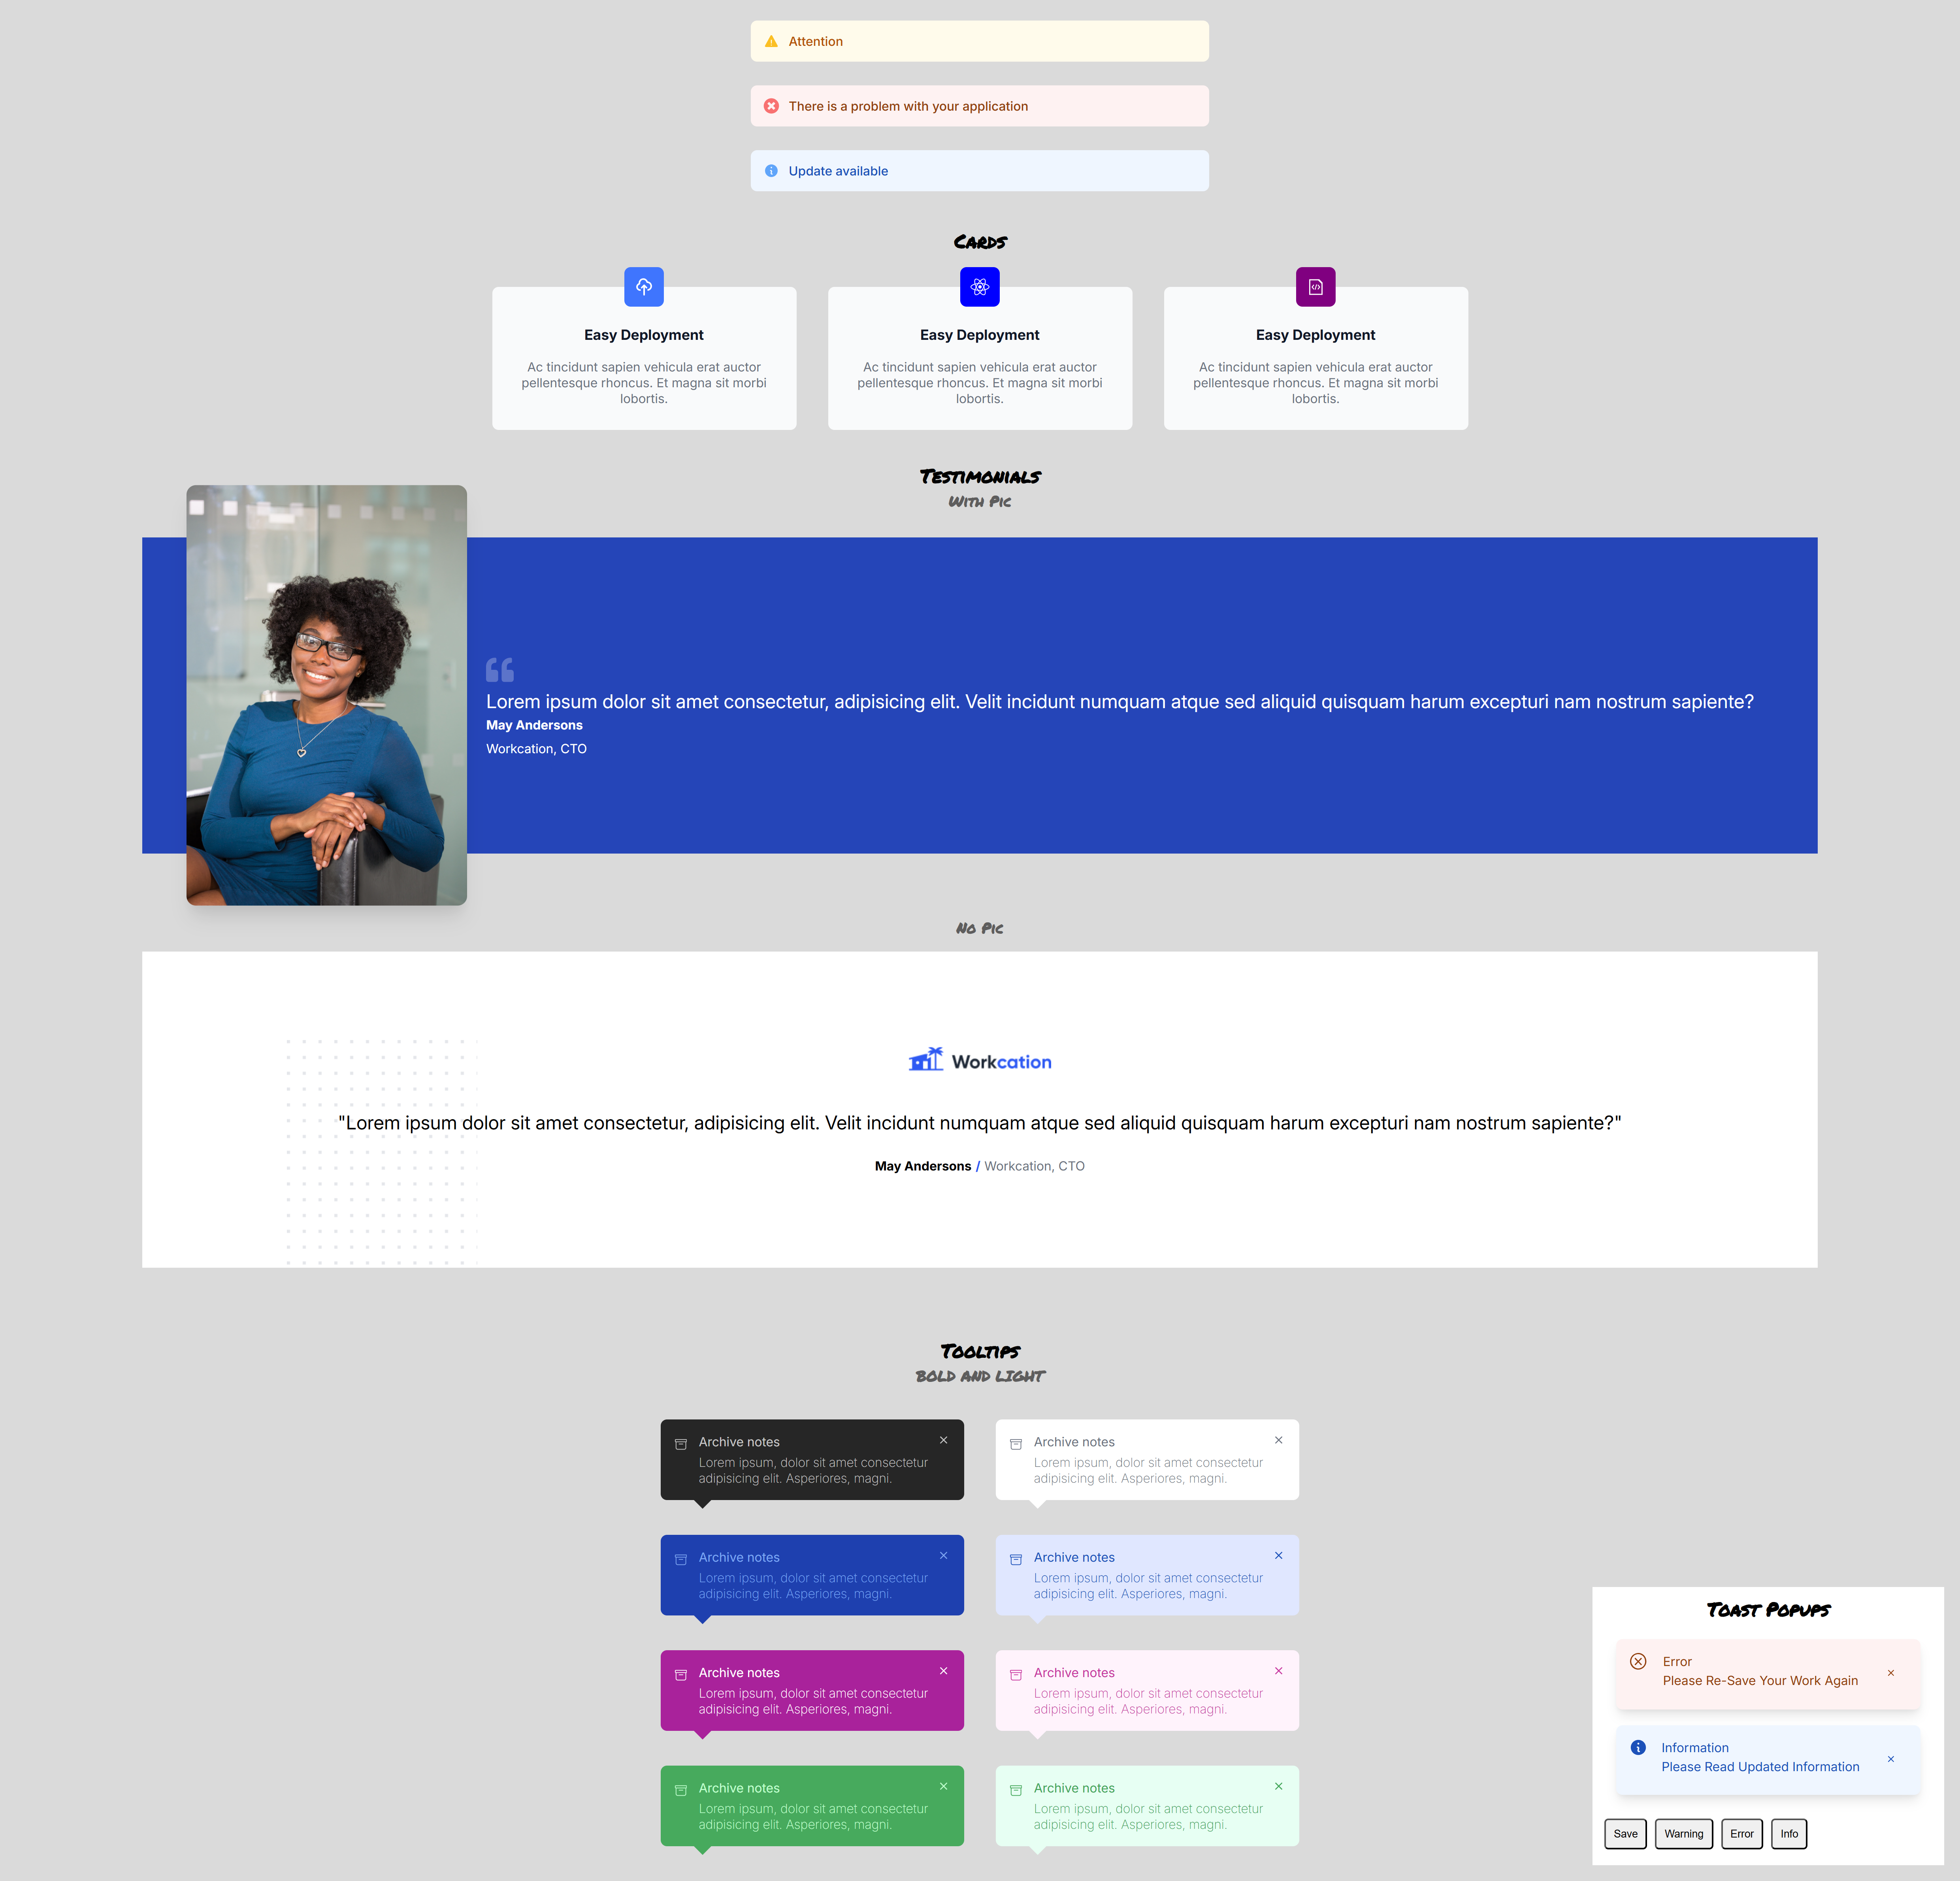 Attention
There is a problem with your application
Update available
Cards
Easy Deployment
Ac tincidunt sapien vehicula erat auctor
pellentesque rhoncus. Et magna sit morbi
lobortis.
Easy Deployment
Ac tincidunt sapien vehicula erat auctor
pellentesque rhoncus. Et magna sit morbi
lobortis.
Easy Deployment
Ac tincidunt sapien vehicula erat auctor
pellentesque rhoncus. Et magna sit morbi
lobortis.
Testimonials
With Pic
Lorem ipsum dolor sit amet consectetur, adipisicing elit. Velit incidunt numquam atque sed aliquid quisquam harum excepturi nam nostrum sapiente?
May Andersons
Workcation, CTO
No Pic
Workcation
"Lorem ipsum dolor sit amet consectetur, adipisicing elit. Velit incidunt numquam atque sed aliquid quisquam harum excepturi nam nostrum sapiente?"
May Andersons / Workcation, CTO
Tooltips
BOLD AND LIGHT
Archive notes
Lorem ipsum, dolor sit amet consectetur
adipisicing elit. Asperiores, magni.
Archive notes
Lorem ipsum, dolor sit amet consectetur
adipisicing elit. Asperiores, magni.
Archive notes
Lorem ipsum, dolor sit amet consectetur
adipisicing elit. Asperiores, magni.
Archive notes
Lorem ipsum, dolor sit amet consectetur
adipisicing elit. Asperiores, magni.
Archive notes
Lorem ipsum, dolor sit amet consectetur
adipisicing elit. Asperiores, magni.
Archive notes
Lorem ipsum, dolor sit amet consectetur
adipisicing elit. Asperiores, magni.
Archive notes
Lorem ipsum, dolor sit amet consectetur
adipisicing elit. Asperiores, magni.
Archive notes
Lorem ipsum, dolor sit amet consectetur
adipisicing elit. Asperiores, magni.
Toast Popups
Error
Please Re-Save Your Work Again
Information
Please Read Updated Information
Save Warning Error Info